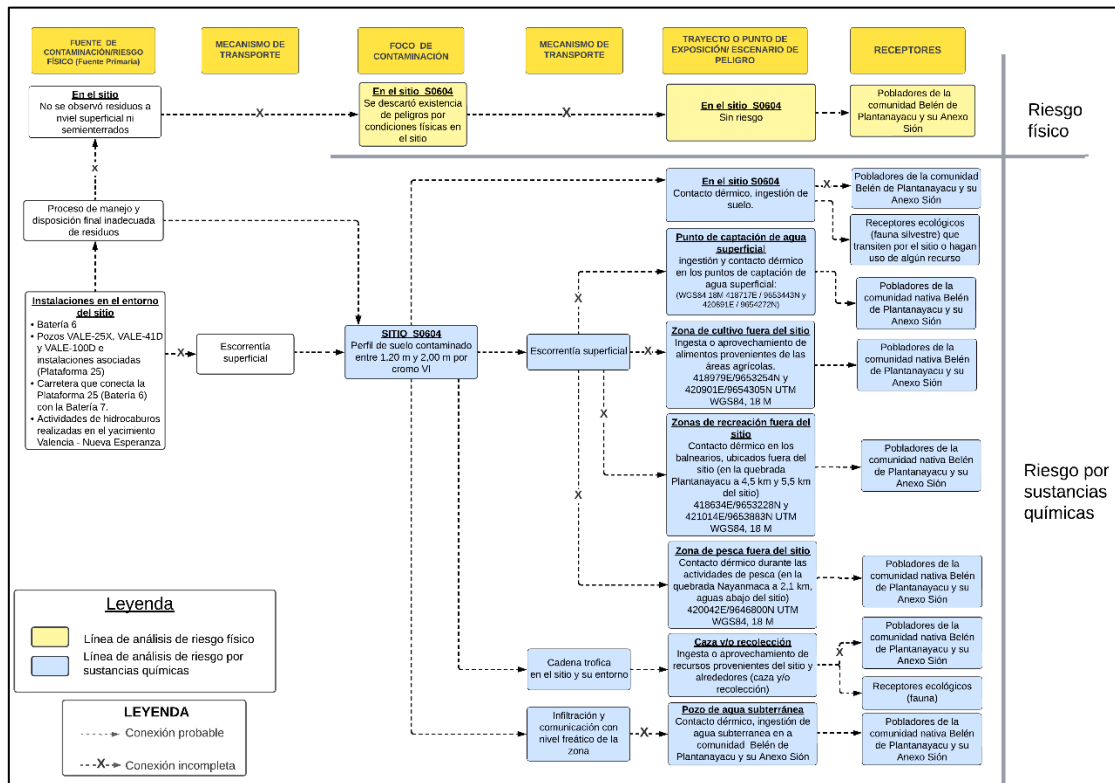 FUENTE DE
CONTAMINACIÓN/RIESGO
FÍSICO (Fuente Primaria)
MECANISMO DE
TRANSPORTE
FOCO DE
CONTAMINACIÓN
MECANISMO DE
TRANSPORTE
TRAYECTO O PUNTO DE
EXPOSICIÓN/ ESCENARIO DE
PELIGRO
RECEPTORES
En el sitio
No se observó residuos a
nviel superficial ni
semienterrados
X
En el sitio S0604
Se descartó existencia
de peligros por
condiciones físicas en
el sitio
X
En el sitio S0604
Sin riesgo
Pobladores de la
comunidad Belén de
Plantanayacu y su Anexo
Sión
Riesgo
físico
X
Proceso de manejo y
disposición final inadecuada
de residuos
Instalaciones en el entorno
del sitio
• Batería 6
• Pozos VALE-25X, VALE-41D
y VALE-100D e
instalaciones asociadas
(Plataforma 25)
• Carretera que conecta la
Plataforma 25 (Batería 6)
con la Batería 7.
• Actividades de hidrocaburos
realizadas en el yacimiento
Valencia - Nueva Esperanza
X
Escorrentía
superficial
SITIO S0604
Perfil de suelo contaminado
entre 1,20 m y 2,00 m por
cromo VI
Escorrentía superficial
X
X
X
En el sitio S0604
Contacto dérmico, ingestión de
suelo.
X
Pobladores de la comunidad
Belén de Plantanayacu y su
Anexo Sión
Receptores ecológicos
(fauna silvestre) que
transiten por el sitio o hagan
uso de algún recurso
Punto de captación de agua
superficial
ingestión y contacto dérmico
en los puntos de captación de
agua superficial:
(WGS84 18M 418717E / 9653443N y
420891E / 9654272N)
Pobladores de la
comunidad nativa Belén de
Plantanayacu y su Anexo
Sión
X
Zona de cultivo fuera del sitio
Ingesta o aprovechamiento de
alimentos provenientes de las
áreas agrícolas.
418979E/9653254N y
420901E/9654305N UTM
WGS84, 18 M
Pobladores de la
comunidad nativa Belén de
Plantanayacu y su Anexo
Sión
Zonas de recreación fuera del
sitio
Contacto dérmico en los
balnearios, ubicados fuera del
sitio (en la quebrada
Plantanayacu a 4,5 km y 5,5 km
del sitio)
418634E/9653228N y
421014E/9653883N UTM
WGS84, 18 M
Pobladores de la
comunidad nativa Belén
de Plantanayacu y su
Anexo Sión
Riesgo por
sustancias
químicas
Zona de pesca fuera del sitio
Contacto dérmico durante las
actividades de pesca (en la
quebrada Nayanmaca a 2,1 km,
aguas abajo del sitio)
420042E/9646800N UTM
WGS84, 18 M
Pobladores de la
comunidad nativa Belén
de Plantanayacu y su
Anexo Sión
Cadena trofica
en el sitio y su entorno
Caza y/o recolección
Ingesta o aprovechamiento de
recursos provenientes del sitio y
alrededores (caza y/o
recolección)
X
Pobladores de la
comunidad nativa Belén
de Plantanayacu y su
Anexo Sión
Receptores ecológicos
(fauna)
Infiltración y
comunicación con
nivel freático de la
zona
X
Pozo de agua subterránea
Contacto dérmico, ingestión de
agua subterranea en a
comunidad Belén de
Plantanayacu y su Anexo Sión
Pobladores de la
comunidad nativa Belén
de Plantanayacu y su
Anexo Sión
Leyenda
Línea de análisis de riesgo físico
Línea de análisis de riesgo por
sustancias químicas
LEYENDA
Conexión probable
X
Conexión incompleta